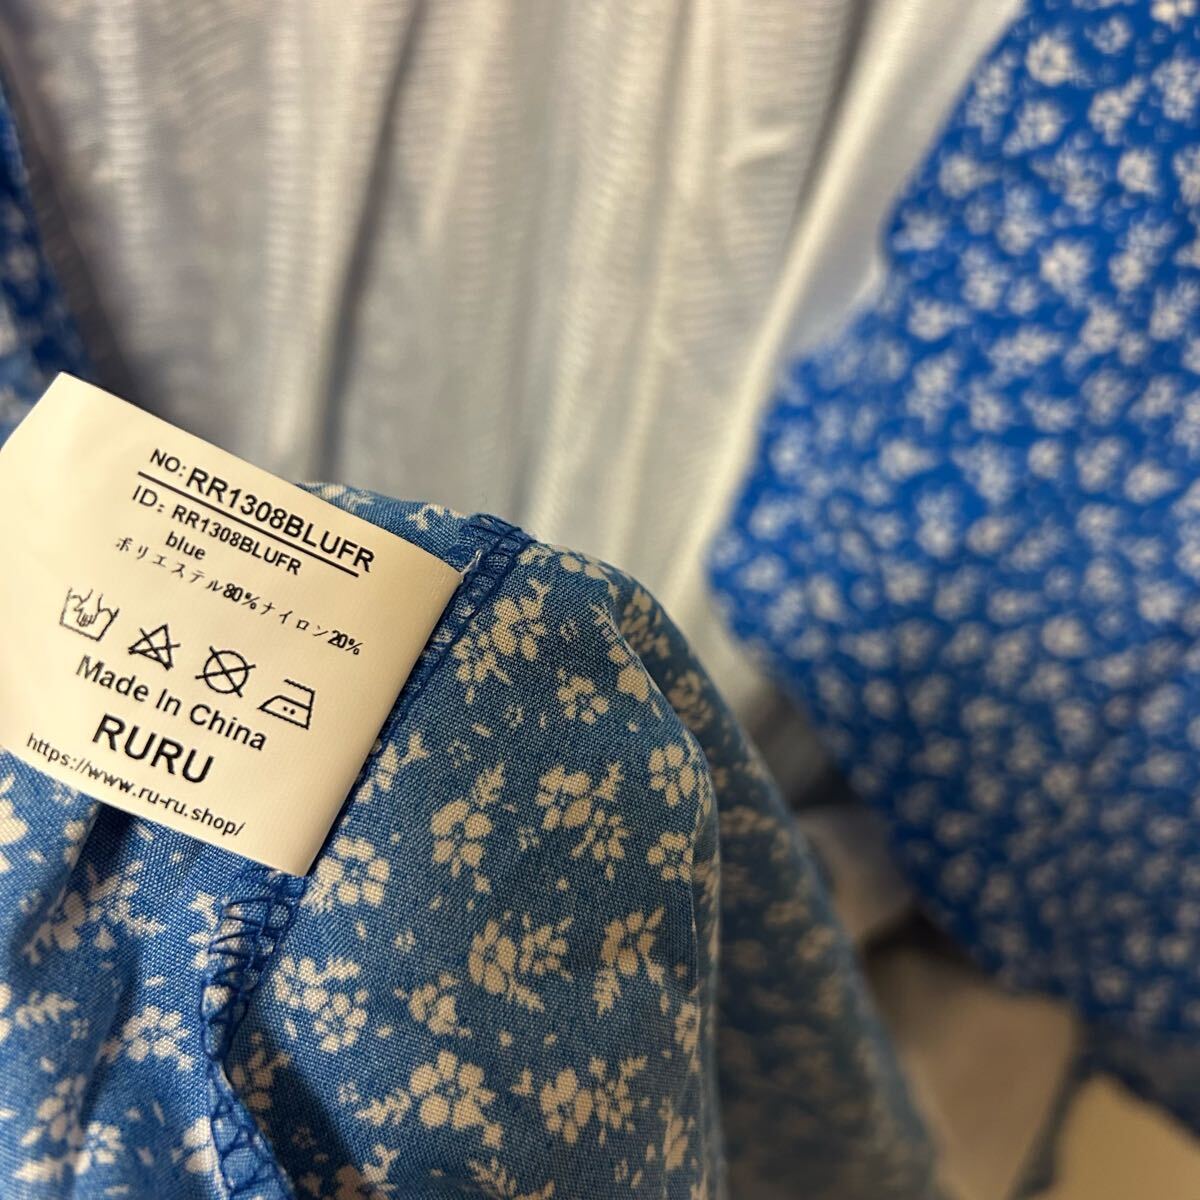 NO: RR1308BLUFR
ID: RR1308BLUFR
blue
ポリエステル80%ナイロン20%
Made In China
RURU
https://www.ru-ru.shop/